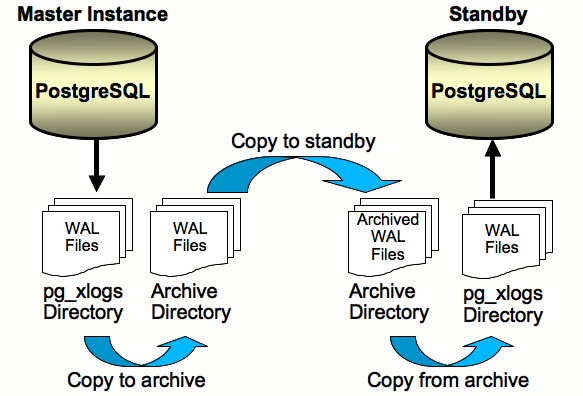 Master Instance
Standby
PostgreSQL
PostgreSQL
Copy to standby
WAL
Files
WAL
Files
Archived
WAL
Files
WAL
Files
pg_xlogs
Directory
Archive
Directory
Archive
Directory
pg_xlogs
Directory
Copy to archive
Copy from archive